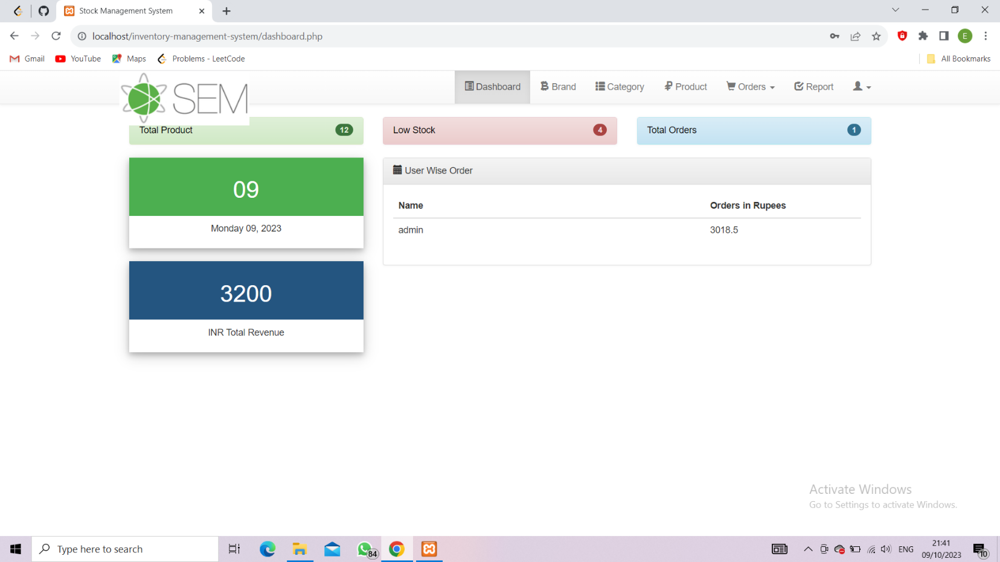 Stock Management System
localhost/inventory-management-system/dashboard.php
E
Gmail YouTube Maps Problems - LeetCode All Bookmarks
SEM
Dashboard Brand Category Product Orders Report
Total Product 12
Low Stock 4
Total Orders 1
09
Monday 09, 2023
3200
INR Total Revenue
User Wise Order
Name Orders in Rupees
admin 3018.5
Activate Windows
Go to Settings to activate Windows.
Type here to search
84
ENG
21:41
09/10/2023
10